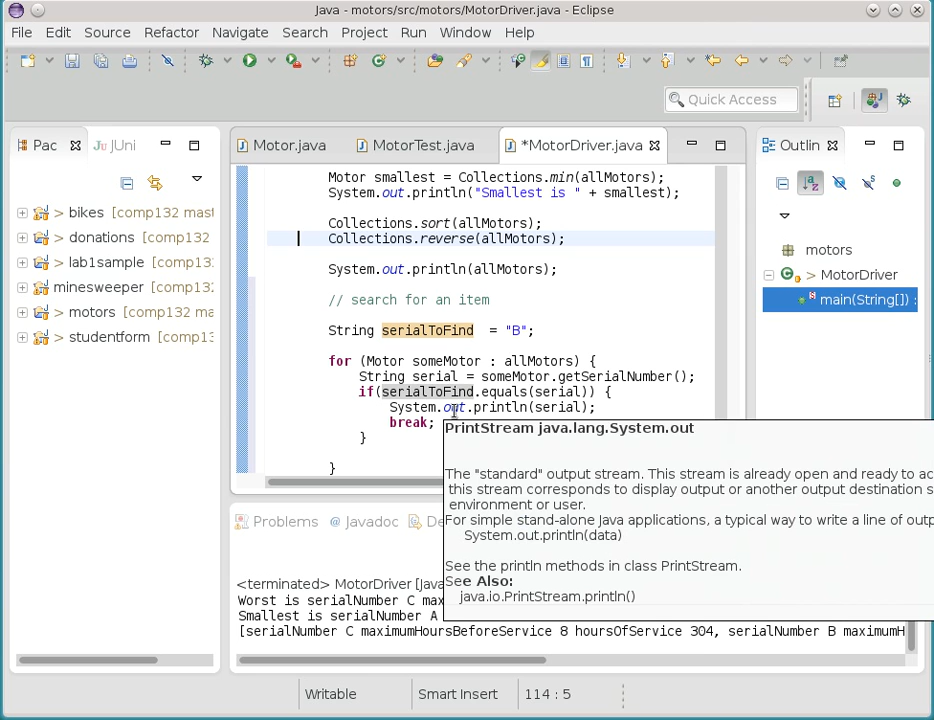 Java - motors/src/motors/MotorDriver.java - Eclipse
File Edit Source Refactor Navigate Search Project Run Window Help
Quick Access
Pac JUni
> bikes [comp132 mast
> donations [comp132
> lab1sample [comp132
minesweeper [comp132
> motors [comp132 ma
> studentform [comp13
Motor.java MotorTest.java *MotorDriver.java
Motor smallest = Collections.min(allMotors);
System.out.println("Smallest is " + smallest);
Collections.sort(allMotors);
Collections.reverse(allMotors);
System.out.println(allMotors);
// search for an item
String serialToFind = "B";
for (Motor someMotor : allMotors) {
String serial = someMotor.getSerialNumber();
if(serialToFind.equals(serial)) {
System.out.println(serial);
break;
}
}
PrintStream java.lang.System.out
The "standard" output stream. This stream is already open and ready to ac
this stream corresponds to display output or another output destination s
environment or user.
For simple stand-alone Java applications, a typical way to write a line of outp
System.out.println(data)
See the println methods in class PrintStream.
See Also:
java.io.PrintStream.println()
Outlin
motors
> MotorDriver
main(String[]) :
Problems @ Javadoc De
<terminated> MotorDriver [Java
Worst is serialNumber C max
Smallest is serialNumber A
[serialNumber C maximumHoursBeforeService 8 hoursOfService 304, serialNumber B maximumH
Writable Smart Insert 114 : 5